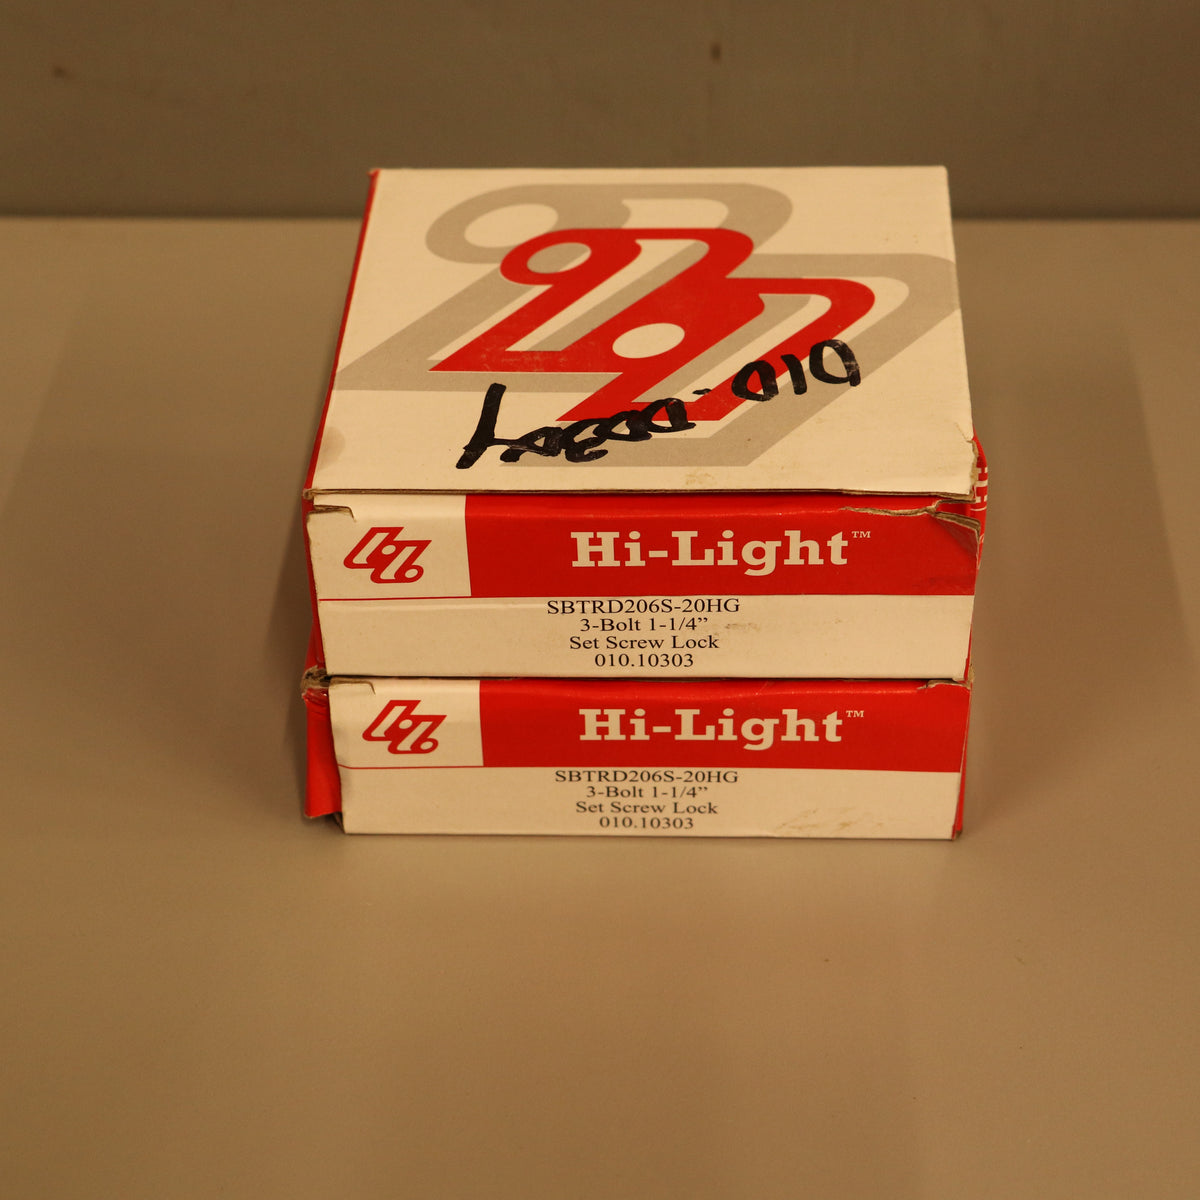 Hi-Light™
SBTRD206S-20HG
3-Bolt 1-1/4”
Set Screw Lock
010.10303
Hi-Light™
SBTRD206S-20HG
3-Bolt 1-1/4”
Set Screw Lock
010.10303